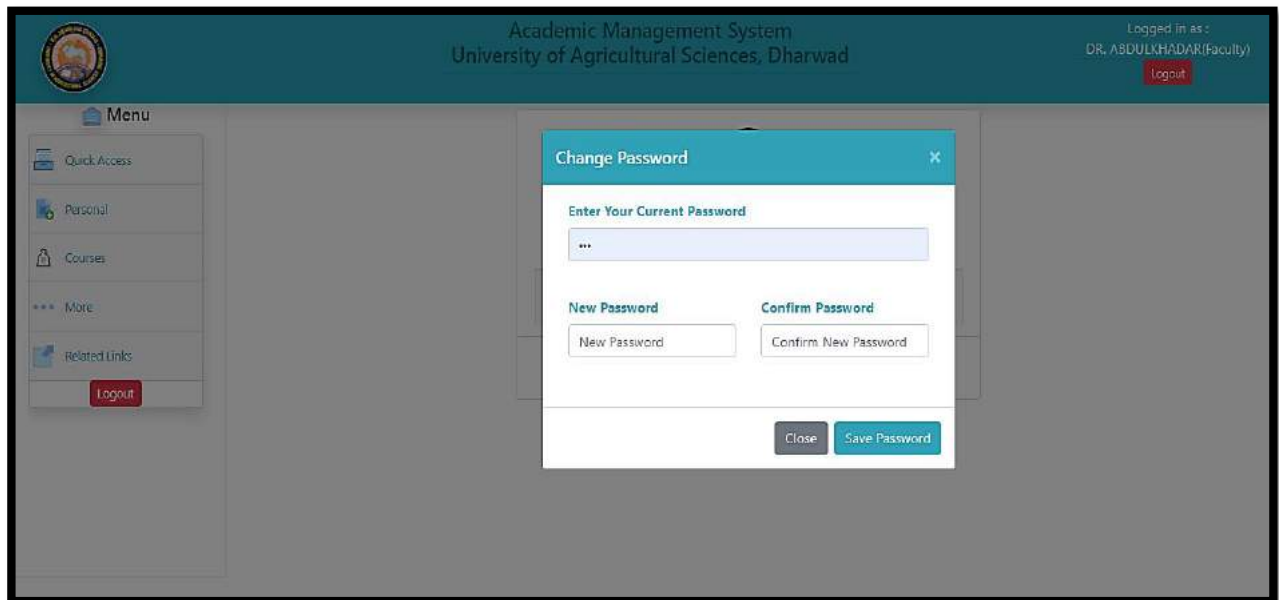 Academic Management System
University of Agricultural Sciences, Dharwad
Logged in as :
DR. ABDULKHADAR(Faculty)
Logout
Menu
Quick Access
Personal
Courses
More
Related Links
Logout
Change Password ×
Enter Your Current Password
•••
New Password Confirm Password
New Password Confirm New Password
Close Save Password